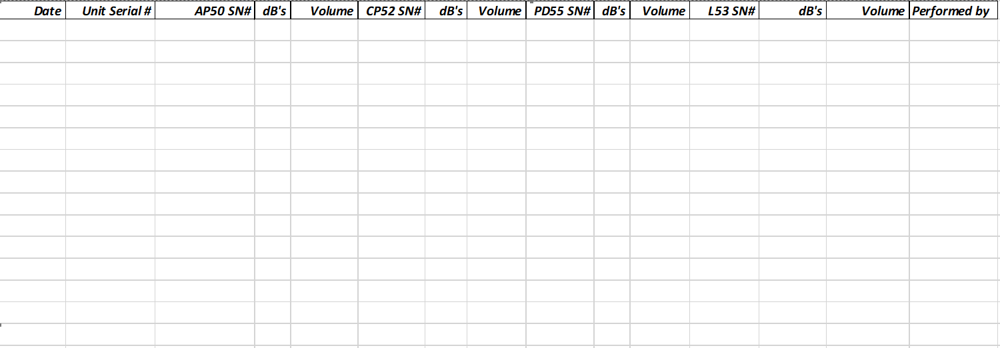 Date Unit Serial # AP50 SN# dB's Volume CP52 SN# dB's Volume PD55 SN# dB's Volume L53 SN# dB's Volume Performed by